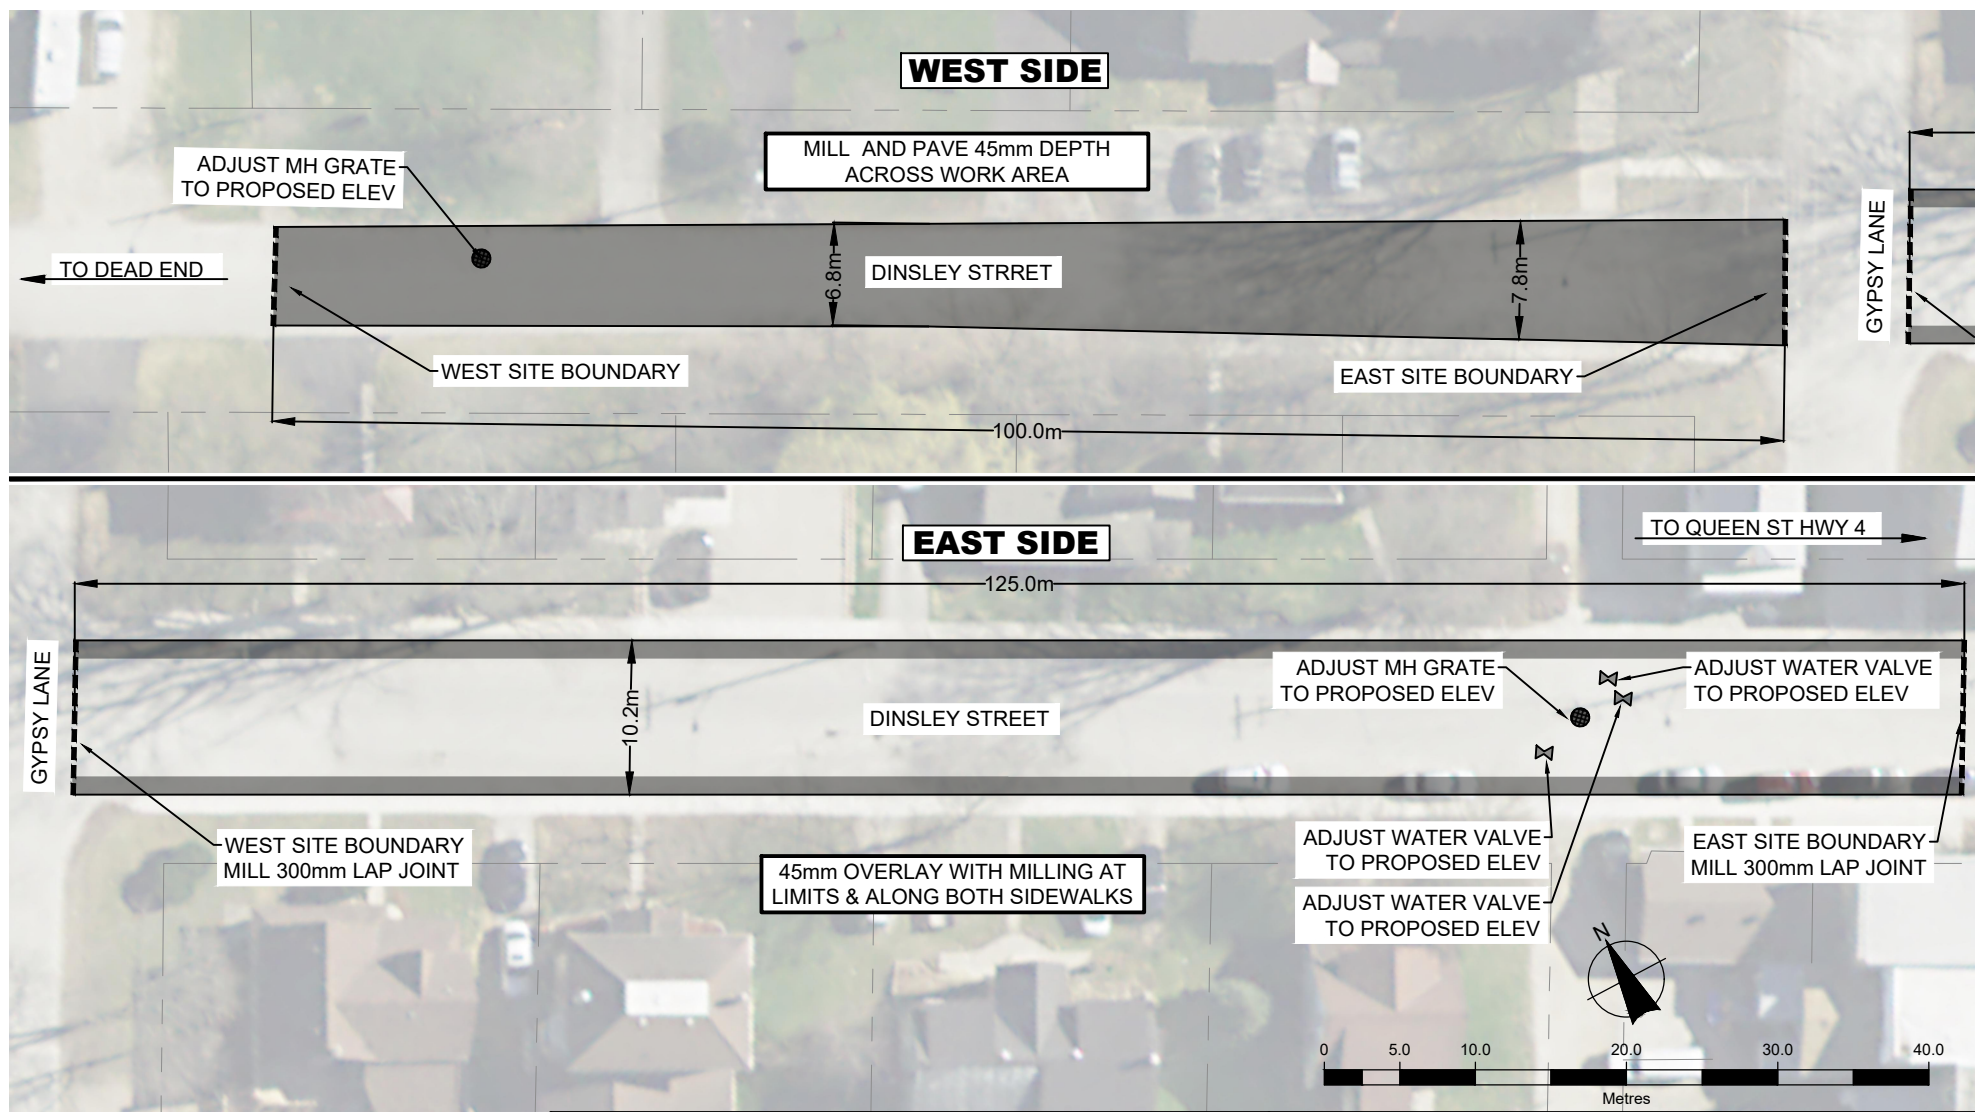 WEST SIDE
MILL AND PAVE 45mm DEPTH
ACROSS WORK AREA
ADJUST MH GRATE
TO PROPOSED ELEV
TO DEAD END
6.8m
DINSLEY STRRET
7.8m
GYPSY LANE
WEST SITE BOUNDARY
EAST SITE BOUNDARY
100.0m
EAST SIDE
TO QUEEN ST HWY 4
125.0m
GYPSY LANE
10.2m
DINSLEY STREET
ADJUST MH GRATE
TO PROPOSED ELEV
ADJUST WATER VALVE
TO PROPOSED ELEV
WEST SITE BOUNDARY
MILL 300mm LAP JOINT
45mm OVERLAY WITH MILLING AT
LIMITS & ALONG BOTH SIDEWALKS
ADJUST WATER VALVE
TO PROPOSED ELEV
ADJUST WATER VALVE
TO PROPOSED ELEV
EAST SITE BOUNDARY
MILL 300mm LAP JOINT
N
0 5.0 10.0 20.0 30.0 40.0
Metres